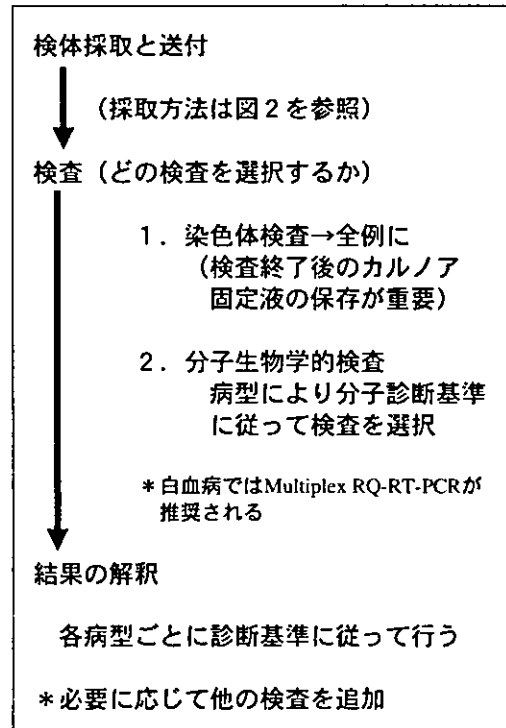 検体採取と送付
(採取方法は図2を参照)
検査(どの検査を選択するか)
1.染色体検査→全例に
(検査終了後のカルノア
固定液の保存が重要)
2.分子生物学的検査
病型により分子診断基準
に従って検査を選択
*白血病ではMultiplex RQ-RT-PCRが
推奨される
結果の解釈
各病型ごとに診断基準に従って行う
*必要に応じて他の検査を追加